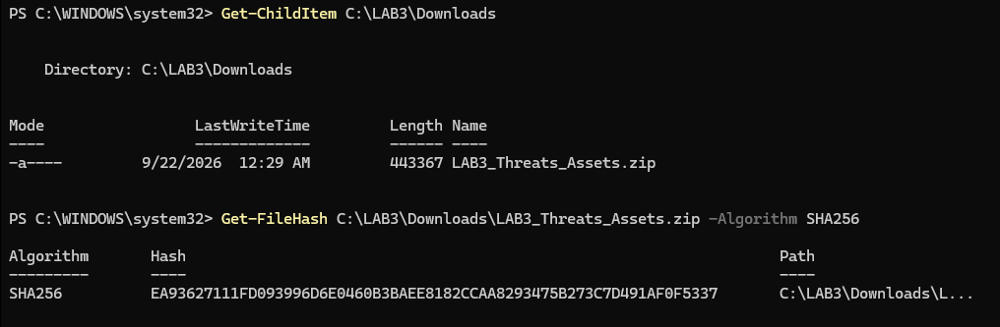 PS C:\WINDOWS\system32> Get-ChildItem C:\LAB3\Downloads
Directory: C:\LAB3\Downloads
Mode LastWriteTime Length Name
---- ------------- ------ ----
-a---- 9/22/2026 12:29 AM 443367 LAB3_Threats_Assets.zip
PS C:\WINDOWS\system32> Get-FileHash C:\LAB3\Downloads\LAB3_Threats_Assets.zip -Algorithm SHA256
Algorithm Hash Path
--------- ---- ----
SHA256 EA93627111FD093996D6E0460B3BAEE8182CCAA8293475B273C7D491AF0F5337 C:\LAB3\Downloads\L...